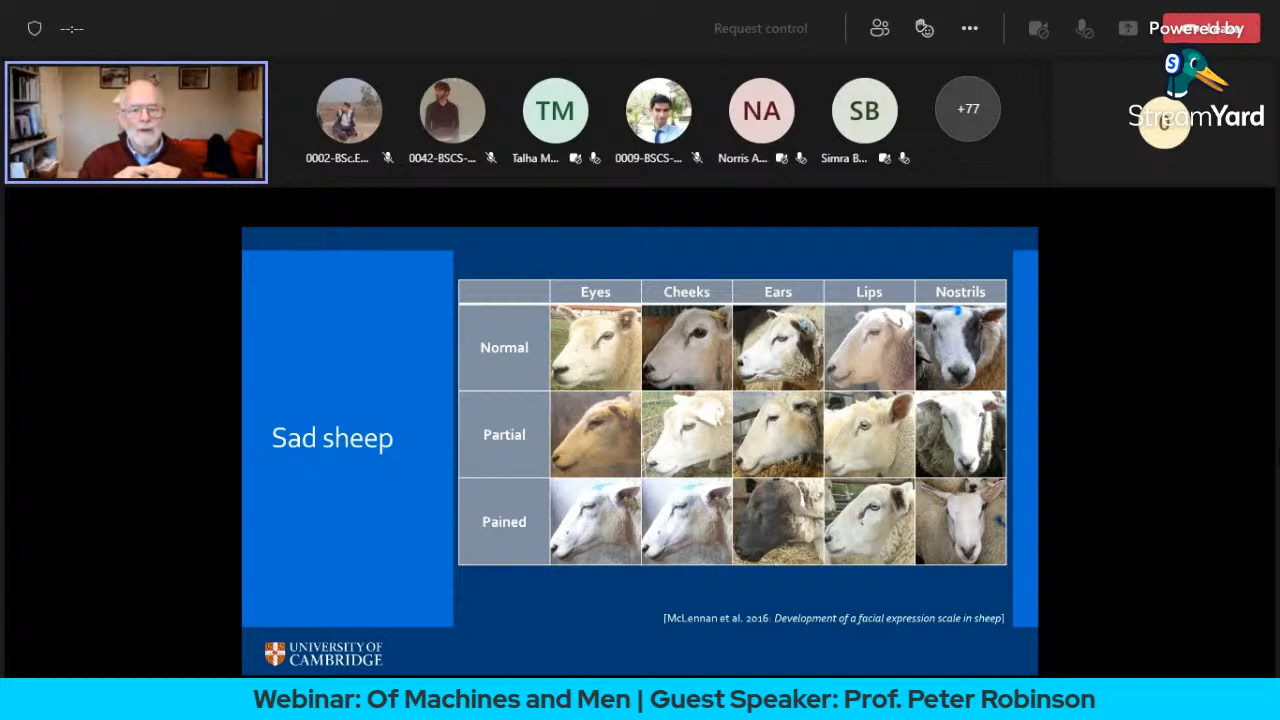 --:--
Request control
Powered by
StreamYard
TM
NA
SB
+77
0002-BSc.E...
0042-BSCS-...
Talha M...
0009-BSCS-...
Norris A...
Simra B...
Eyes
Cheeks
Ears
Lips
Nostrils
Normal
Partial
Pained
Sad sheep
[McLennan et al. 2016: Development of a facial expression scale in sheep]
UNIVERSITY OF
CAMBRIDGE
Webinar: Of Machines and Men | Guest Speaker: Prof. Peter Robinson